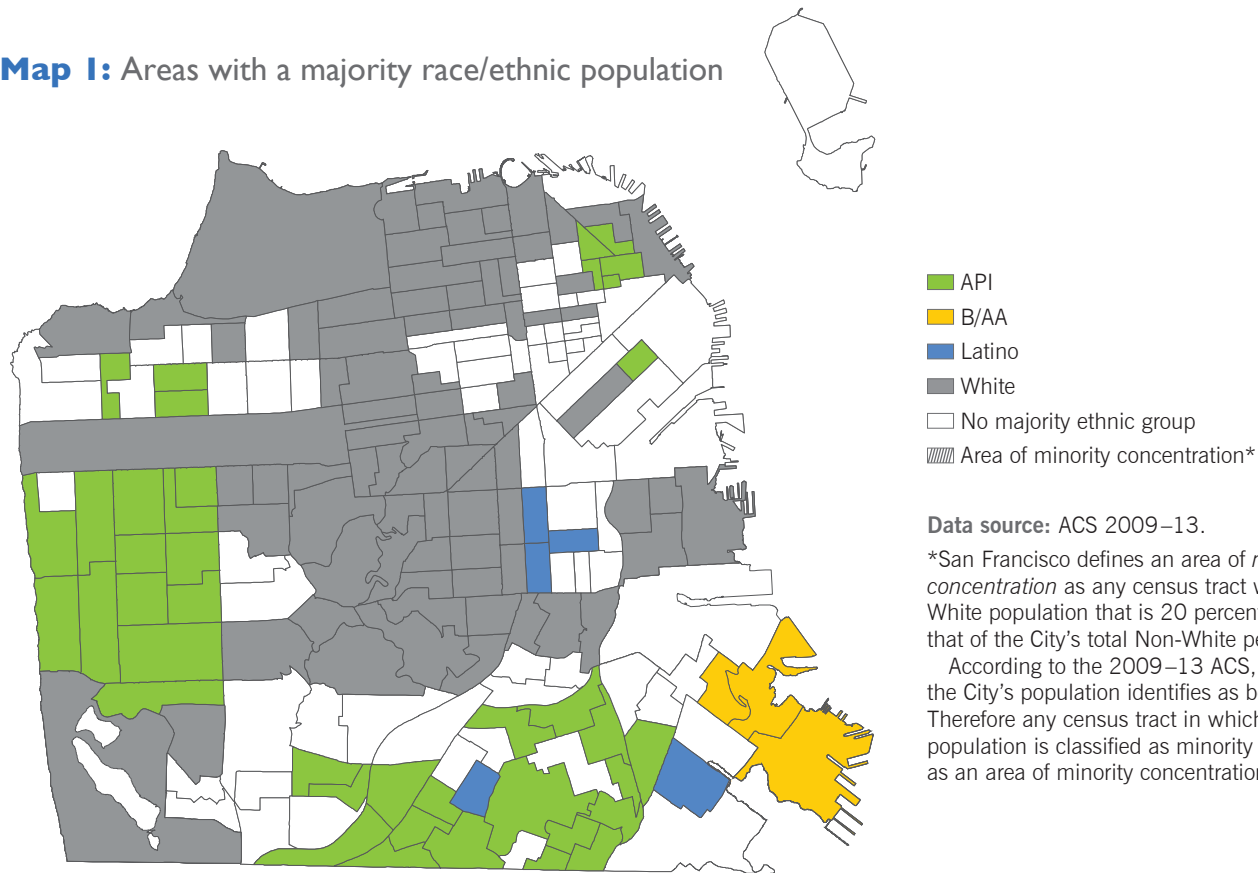 Map 1: Areas with a majority race/ethnic population
API
B/AA
Latino
White
No majority ethnic group
Area of minority concentration*
Data source: ACS 2009–13.
*San Francisco defines an area of
concentration as any census tract
White population that is 20 percent
that of the City's total Non-White
According to the 2009–13 ACS,
the City's population identifies as
Therefore any census tract in which
population is classified as minority
as an area of minority concentration